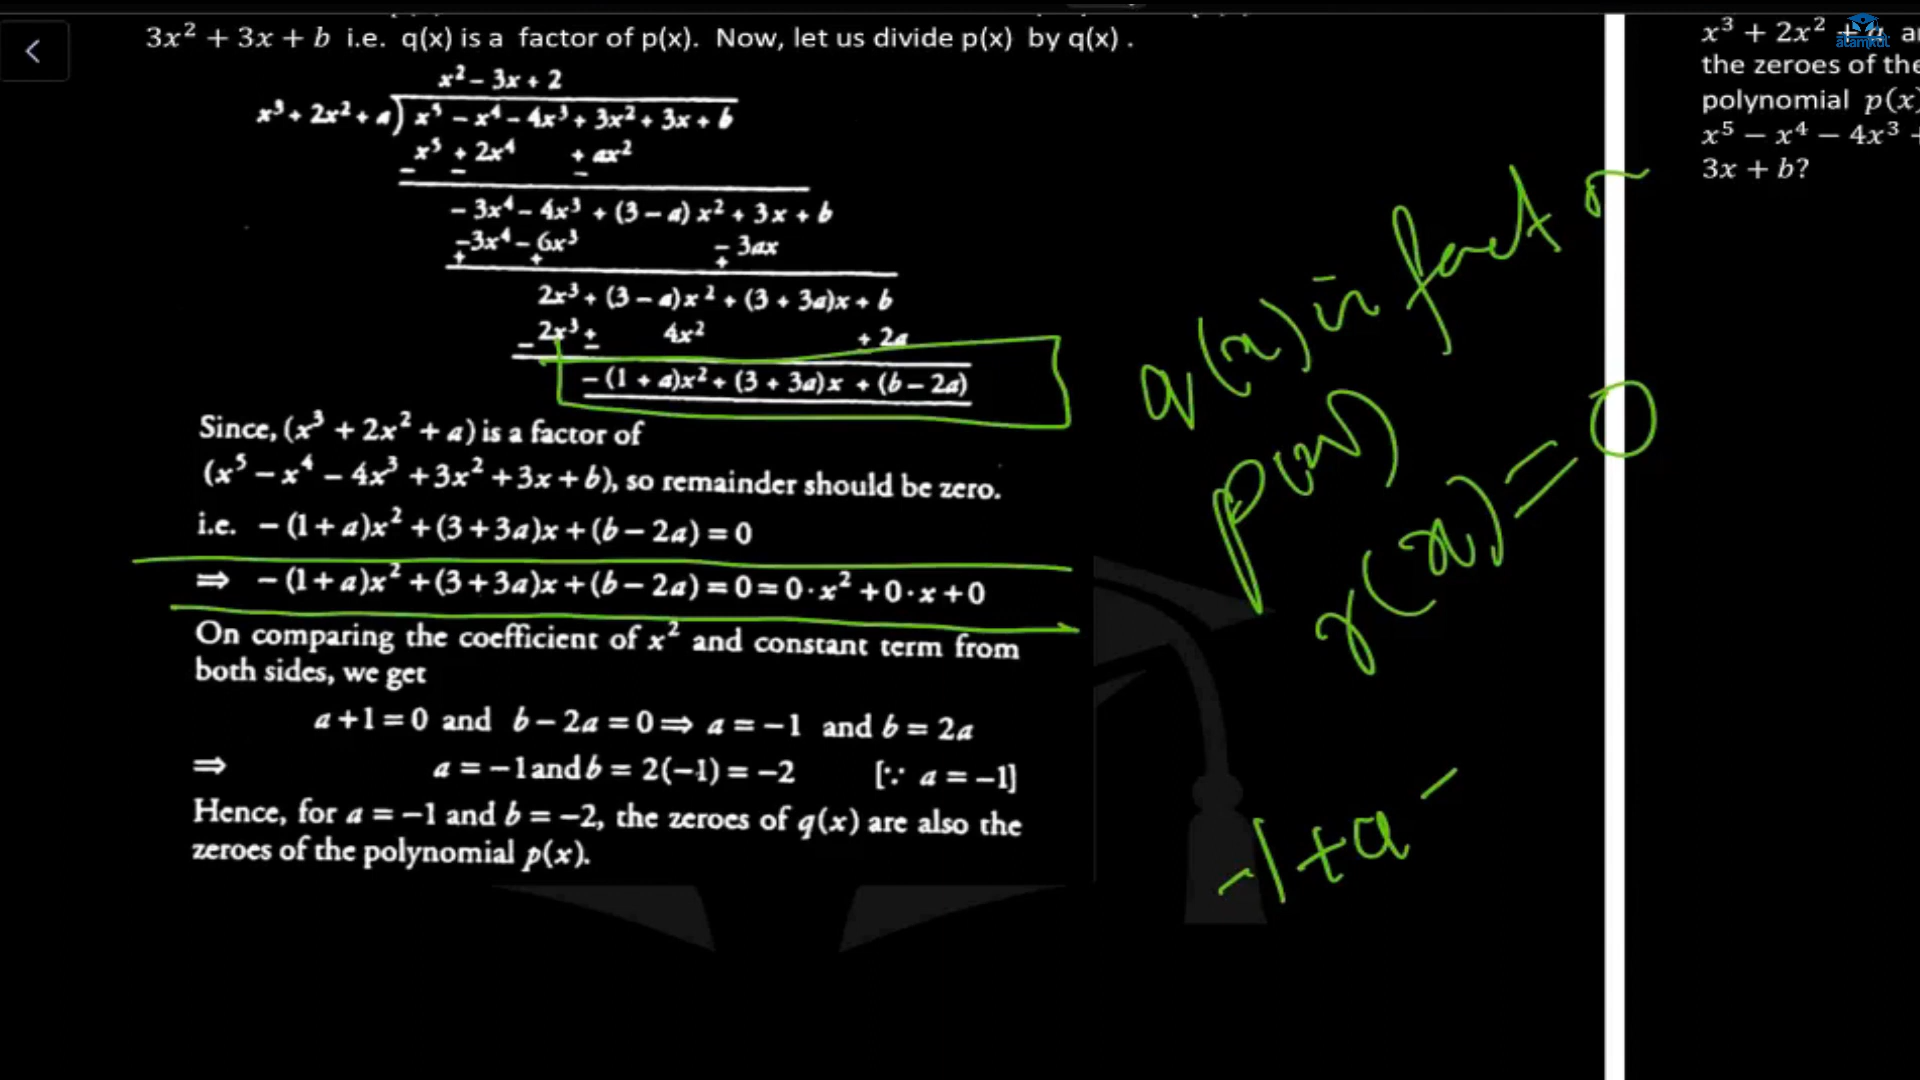 3x² + 3x + b i.e. q(x) is a factor of p(x). Now, let us divide p(x) by q(x) .
x² – 3x + 2
x³ + 2x² + a) x⁵ – x⁴ – 4x³ + 3x² + 3x + b
x⁵ + 2x⁴ + ax²
– – –
– 3x⁴ – 4x³ + (3 – a) x² + 3x + b
–3x⁴ – 6x³ – 3ax
+ + +
2x³ + (3 – a)x² + (3 + 3a)x + b
2x³ + 4x² + 2a
– –
– (1 + a)x² + (3 + 3a)x + (b – 2a)
Since, (x³ + 2x² + a) is a factor of
(x⁵ – x⁴ – 4x³ +3x² +3x + b), so remainder should be zero.
i.e. – (1+ a)x² +(3 +3a)x + (b – 2a) = 0
⇒ – (1+ a)x² +(3+3a)x +(b – 2a) = 0 = 0·x² +0·x +0
On comparing the coefficient of x² and constant term from
both sides, we get
a +1 = 0 and b – 2a = 0 ⇒ a = –1 and b = 2a
⇒ a = –1 and b = 2(–1) = –2 [∵ a = –1]
Hence, for a = –1 and b = –2, the zeroes of q(x) are also the
zeroes of the polynomial p(x).
q(x) in factor
p(x)
r(x) = 0
-1+a -
x³ + 2x² +
the zeroes of the
polynomial p(x)
x⁵ − x⁴ − 4x³ +
3x + b?
atamkut